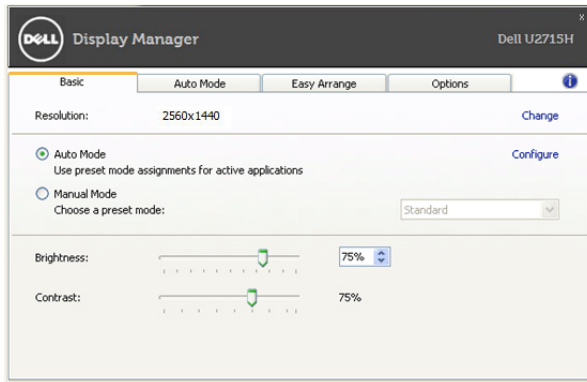 DELL Display Manager Dell U2715H
x
Basic Auto Mode Easy Arrange Options i
Resolution: 2560x1440 Change
Auto Mode Configure
Use preset mode assignments for active applications
Manual Mode
Choose a preset mode: Standard
Brightness: 75%
Contrast: 75%